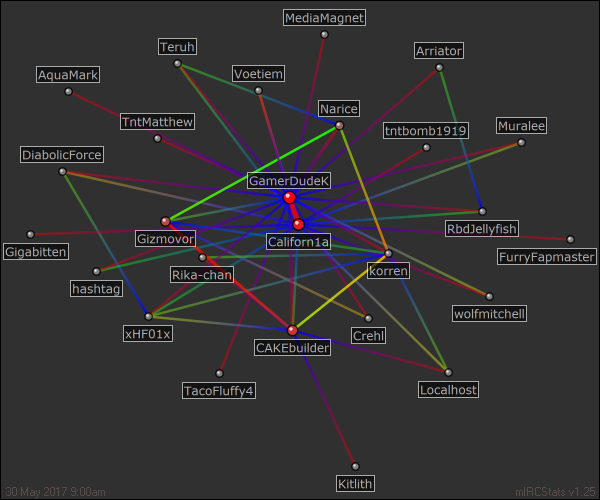 MediaMagnet
Teruh
Arriator
Voetiem
AquaMark
Narice
TntMatthew
tntbomb1919
Muralee
DiabolicForce
GamerDudeK
Gizmovor
Californ1a
RbdJellyfish
Gigabitten
FurryFapmaster
Rika-chan
korren
hashtag
wolfmitchell
xHF01x
Crehl
CAKEbuilder
TacoFluffy4
Localhost
Kitlith
30 May 2017 9:00am
mIRCStats v1.25